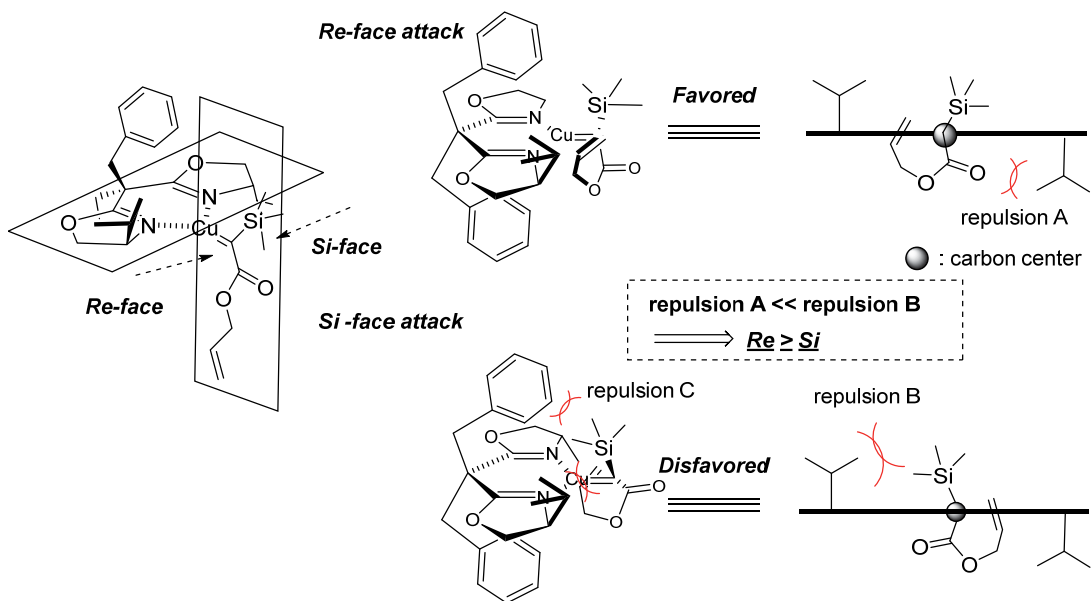 Re-face attack
O
N
Cu
Si
O
O
Favored
Si
O
O
repulsion A
: carbon center
O
N
O
N
Cu
Si
O
O
Si-face
Re-face
Si -face attack
repulsion A << repulsion B
Re > Si
repulsion C
O
N
Cu
Si
O
N
O
O
Disfavored
repulsion B
Si
O
O
N
O